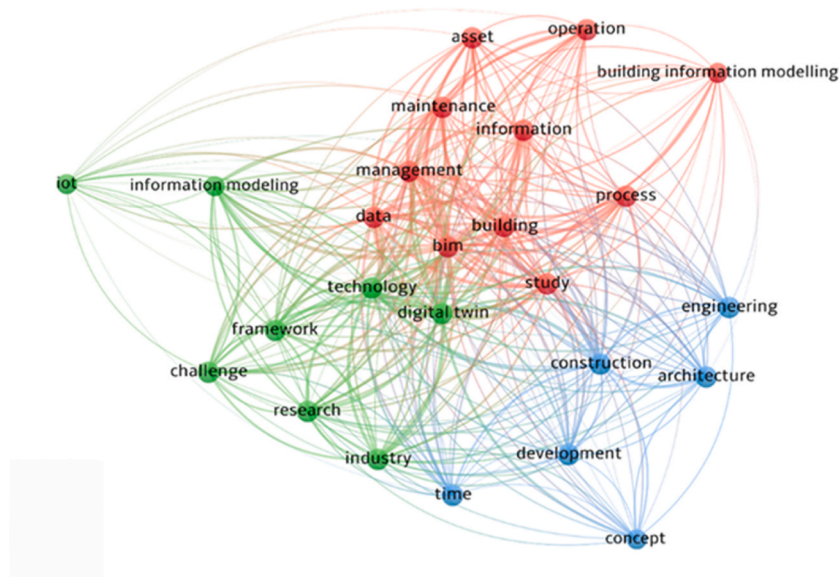 operation
asset
building information modelling
maintenance
information
management
iot
information modeling
process
data
building
bim
study
technology
digital twin
engineering
framework
construction
challenge
architecture
research
development
industry
time
concept